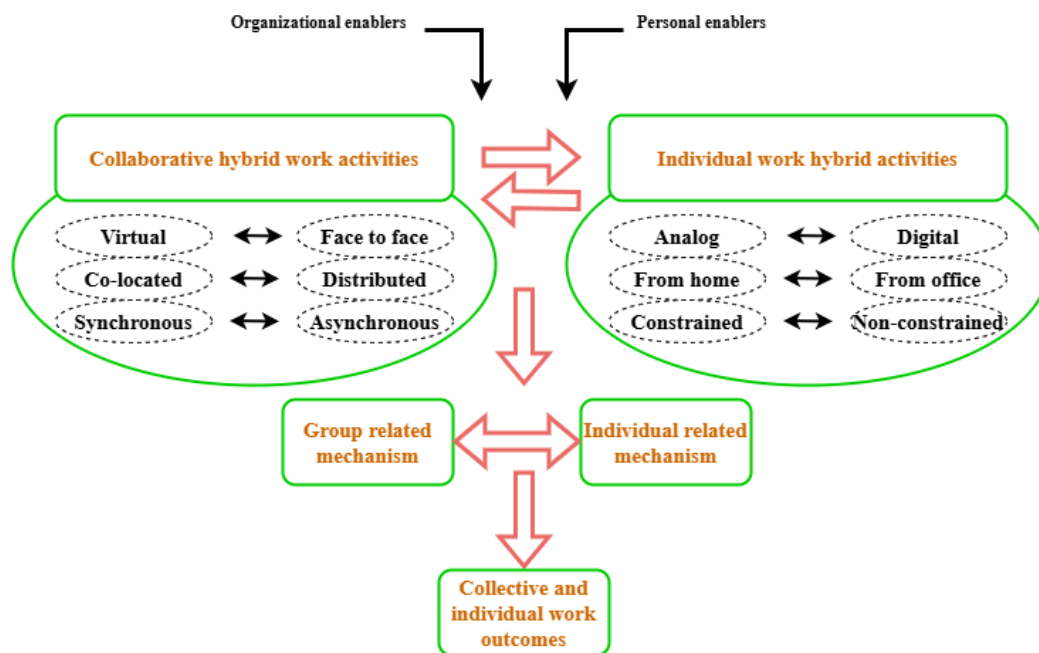 Organizational enablers
Personal enablers
Collaborative hybrid work activities
Individual work hybrid activities
Virtual
Face to face
Analog
Digital
Co-located
Distributed
From home
From office
Synchronous
Asynchronous
Constrained
Non-constrained
Group related
mechanism
Individual related
mechanism
Collective and
individual work
outcomes